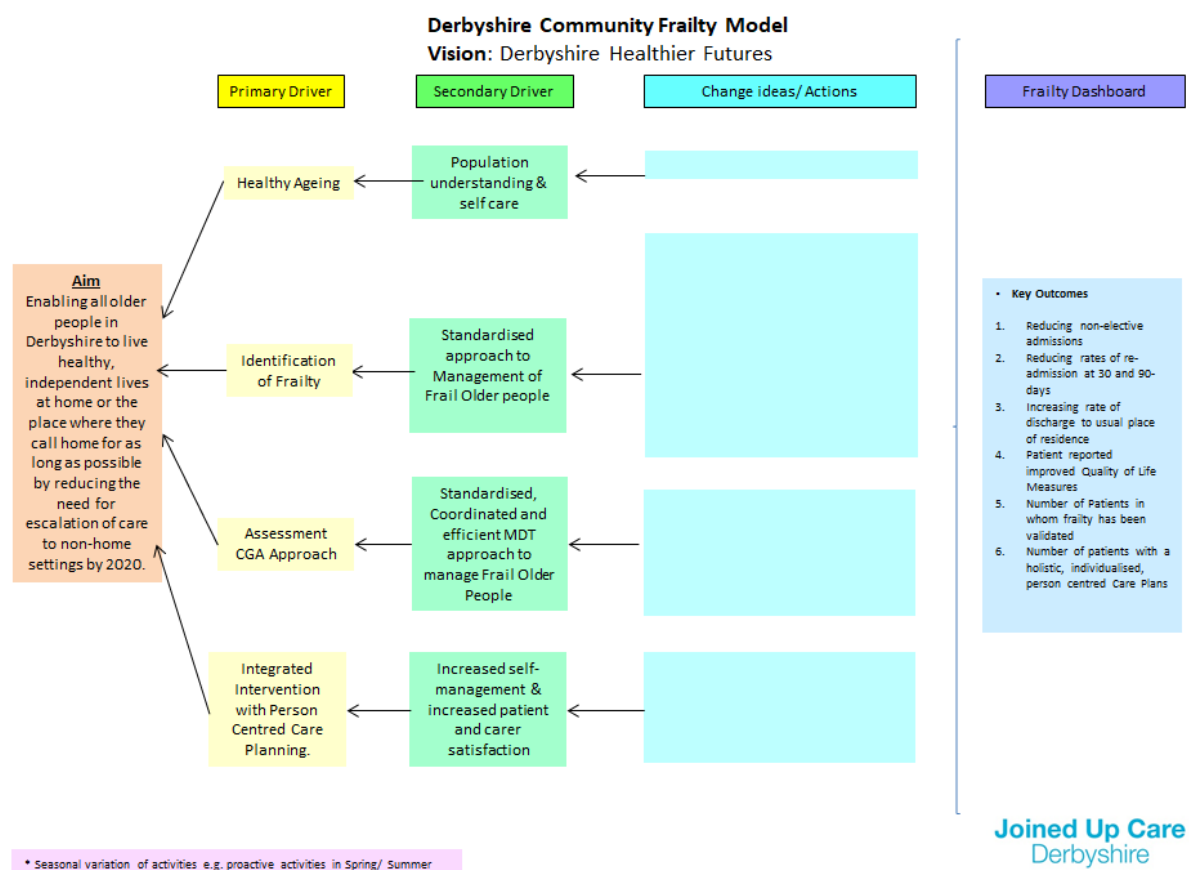 Derbyshire Community Frailty Model
Vision: Derbyshire Healthier Futures
Primary Driver
Secondary Driver
Change ideas/ Actions
Frailty Dashboard
Healthy Ageing
Population
understanding &
self care
Aim
Enabling all older
people in
Derbyshire to live
healthy,
independent lives
at home or the
place where they
call home for as
long as possible
by reducing the
need for
escalation of care
to non-home
settings by 2020.
Identification
of Frailty
Standardised
approach to
Management of
Frail Older people
Assessment
CGA Approach
Standardised,
Coordinated and
efficient MDT
approach to
manage Frail Older
People
Integrated
Intervention
with Person
Centred Care
Planning.
Increased self-
management &
increased patient
and carer
satisfaction
• Key Outcomes
1. Reducing non-elective
admissions
2. Reducing rates of re-
admission at 30 and 90-
days
3. Increasing rate of
discharge to usual place
of residence
4. Patient reported
improved Quality of Life
Measures
5. Number of Patients in
whom frailty has been
validated
6. Number of patients with a
holistic, individualised,
person centred Care Plans
Joined Up Care
Derbyshire
* Seasonal variation of activities e.g. proactive activities in Spring/ Summer